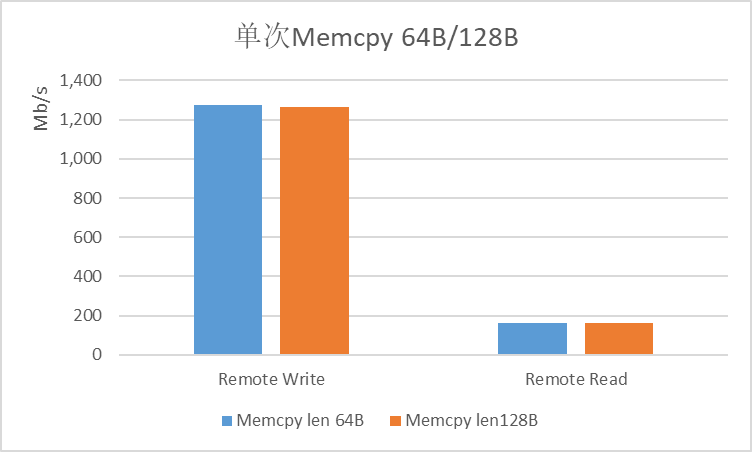 单次Memcpy 64B/128B
Mb/s
1,400
1,200
1,000
800
600
400
200
0
Remote Write
Remote Read
Memcpy len 64B
Memcpy len128B